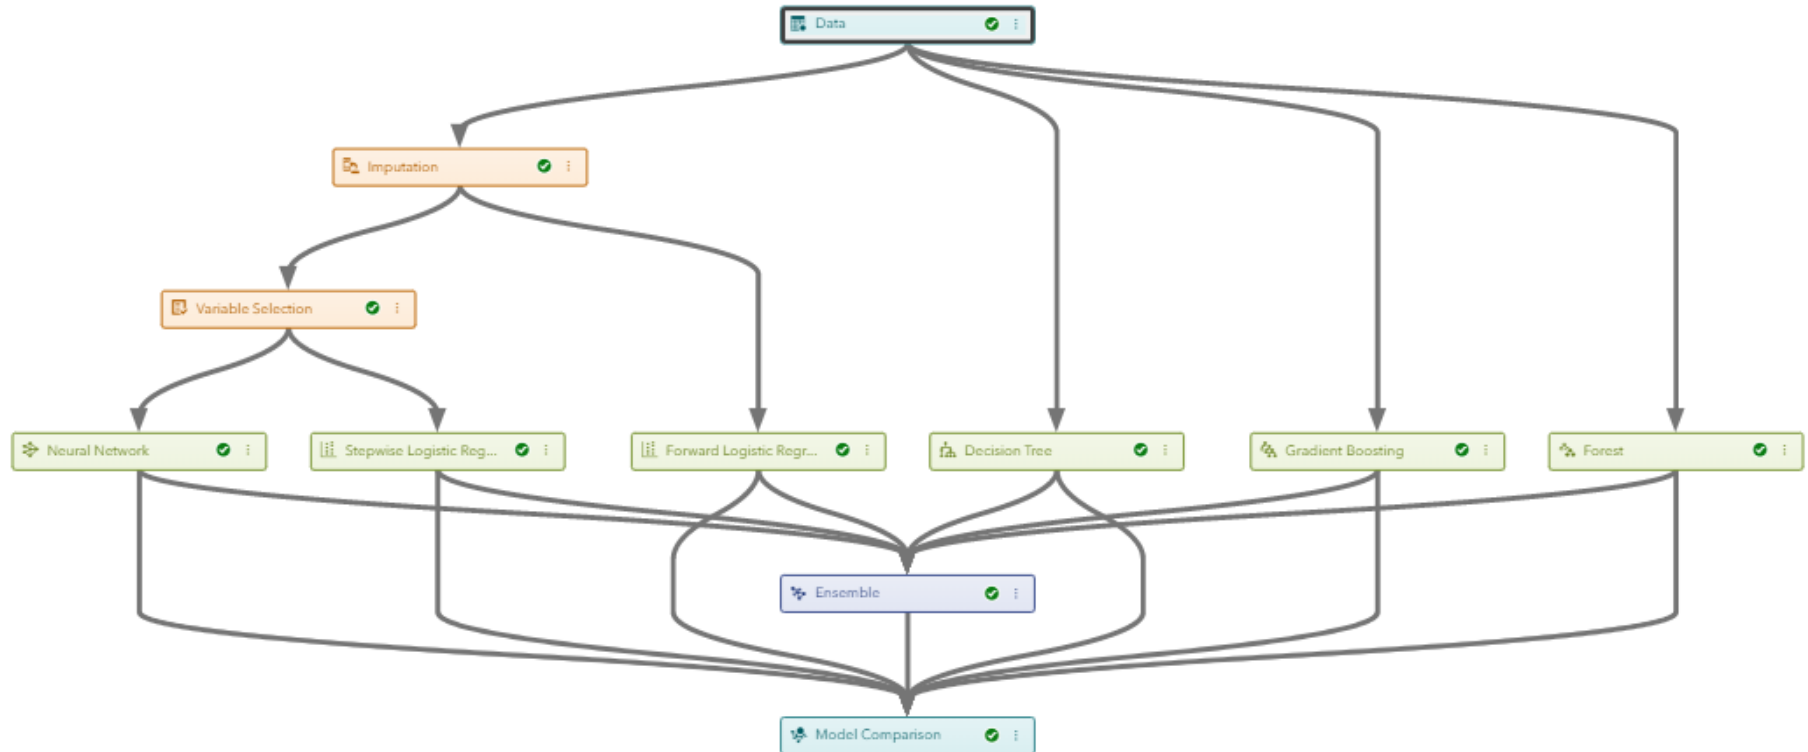 Data
Imputation
Variable Selection
Neural Network
Stepwise Logistic Reg...
Forward Logistic Regr...
Decision Tree
Gradient Boosting
Forest
Ensemble
Model Comparison